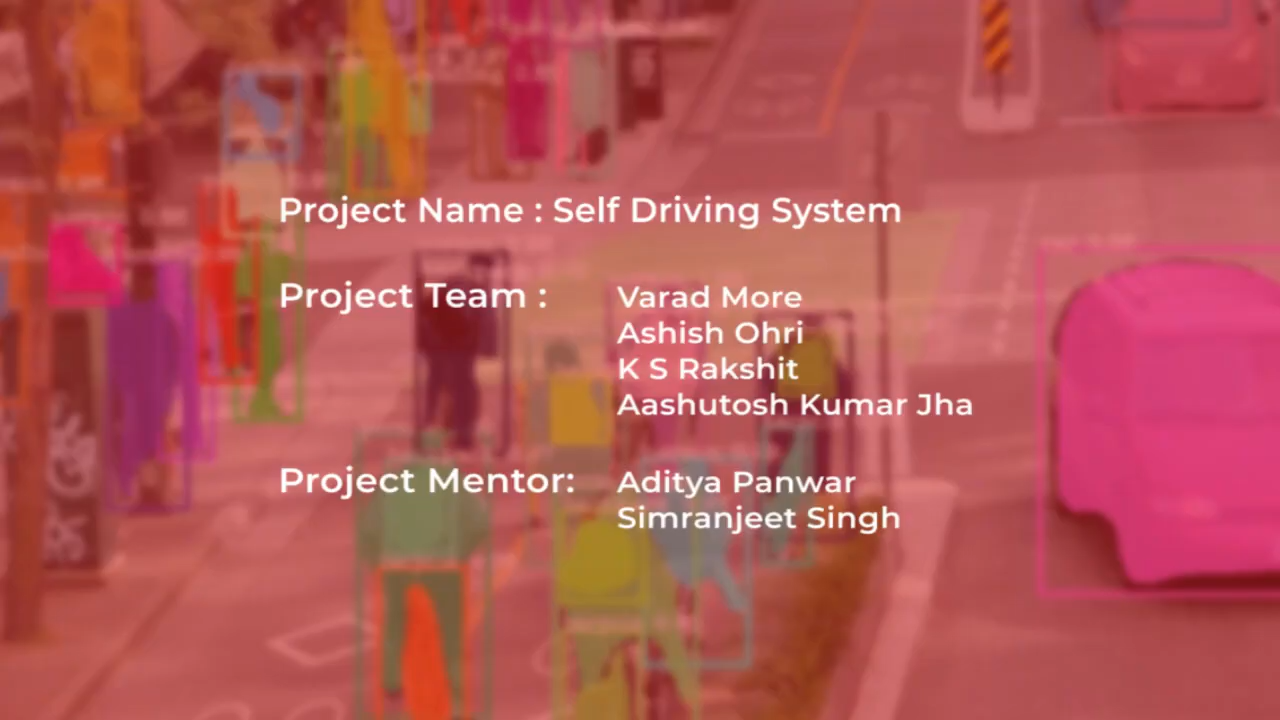 Project Name : Self Driving System
Project Team : Varad More
Ashish Ohri
K S Rakshit
Aashutosh Kumar Jha
Project Mentor: Aditya Panwar
Simranjeet Singh